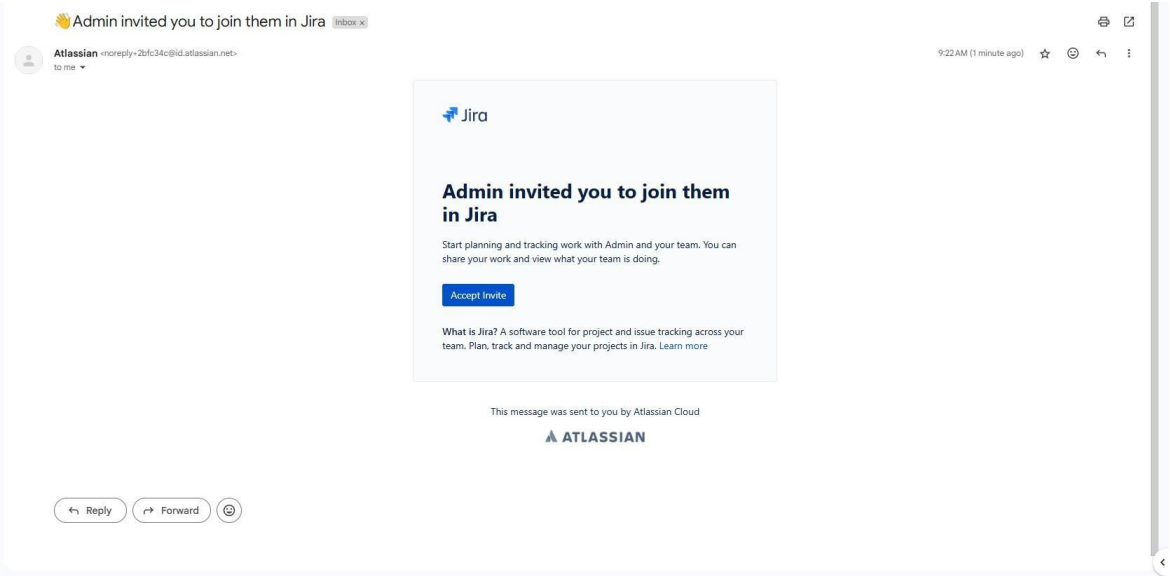 👋Admin invited you to join them in Jira Inbox x
Atlassian <noreply+2bfc34c@id.atlassian.net>
9:22 AM (1 minute ago)
to me
Jira
Admin invited you to join them
in Jira
Start planning and tracking work with Admin and your team. You can
share your work and view what your team is doing.
Accept Invite
What is Jira? A software tool for project and issue tracking across your
team. Plan, track and manage your projects in Jira. Learn more
This message was sent to you by Atlassian Cloud
ATLASSIAN
Reply Forward